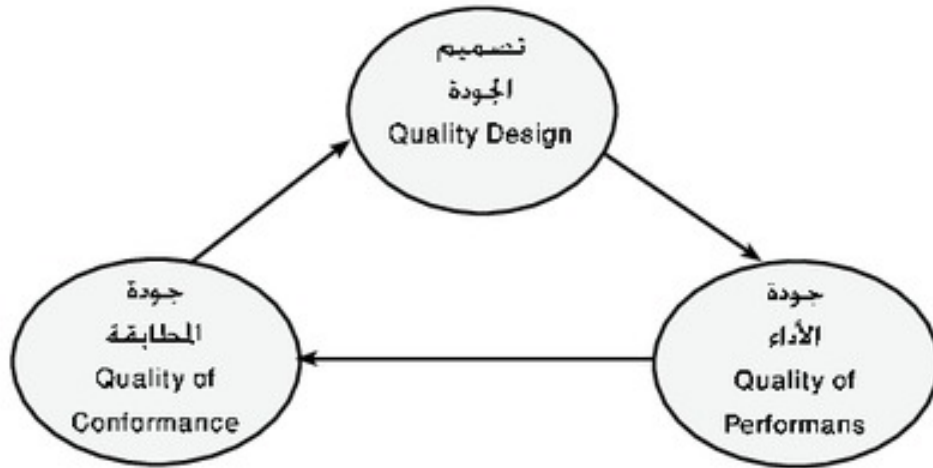 تصميم
الجودة
Quality Design
جودة
المطابقة
Quality of
Conformance
جودة
الأداء
Quality of
Performans